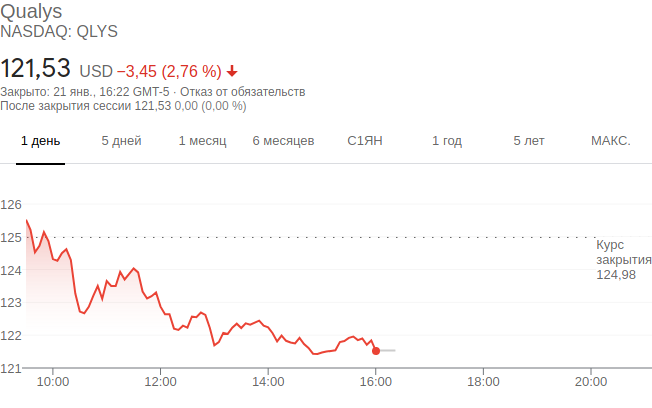 Qualys
NASDAQ: QLYS
121,53 USD −3,45 (2,76 %)
Закрыто: 21 янв., 16:22 GMT-5 · Отказ от обязательств
После закрытия сессии 121,53 0,00 (0,00 %)
1 день 5 дней 1 месяц 6 месяцев С1ЯН 1 год 5 лет МАКС.
126
125
Курс
закрытия
124,98
124
123
122
121
10:00 12:00 14:00 16:00 18:00 20:00